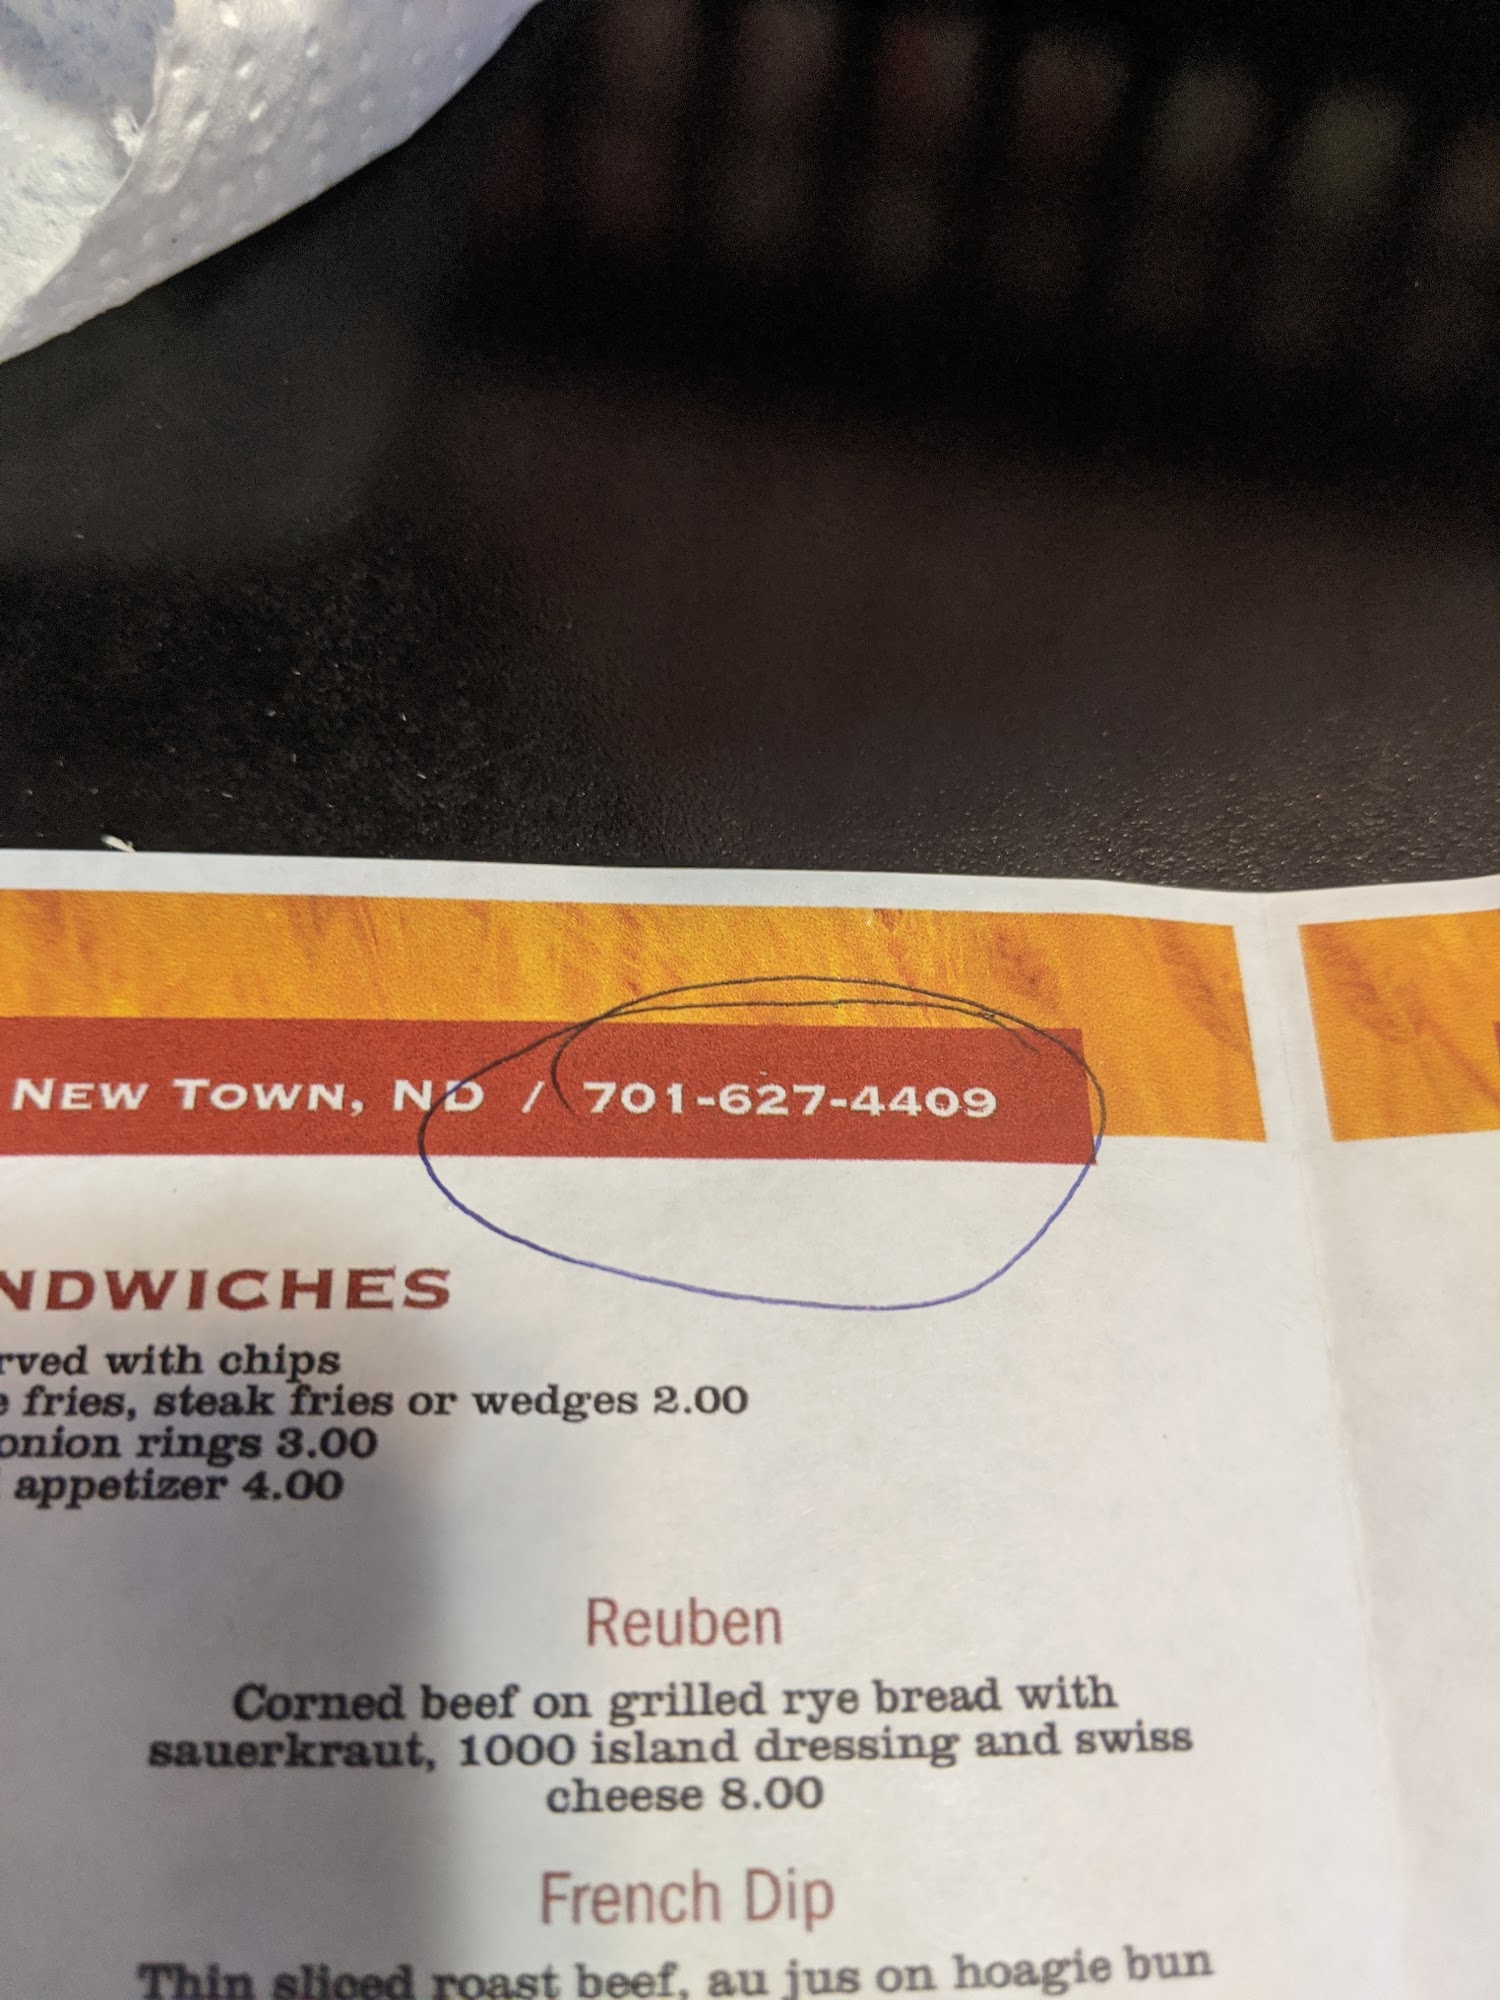 NEW TOWN, ND / 701-627-4409
NDWICHES
rved with chips
e fries, steak fries or wedges 2.00
onion rings 3.00
appetizer 4.00
Reuben
Corned beef on grilled rye bread with
sauerkraut, 1000 island dressing and swiss
cheese 8.00
French Dip
Thin sliced roast beef, au jus on hoagie bun